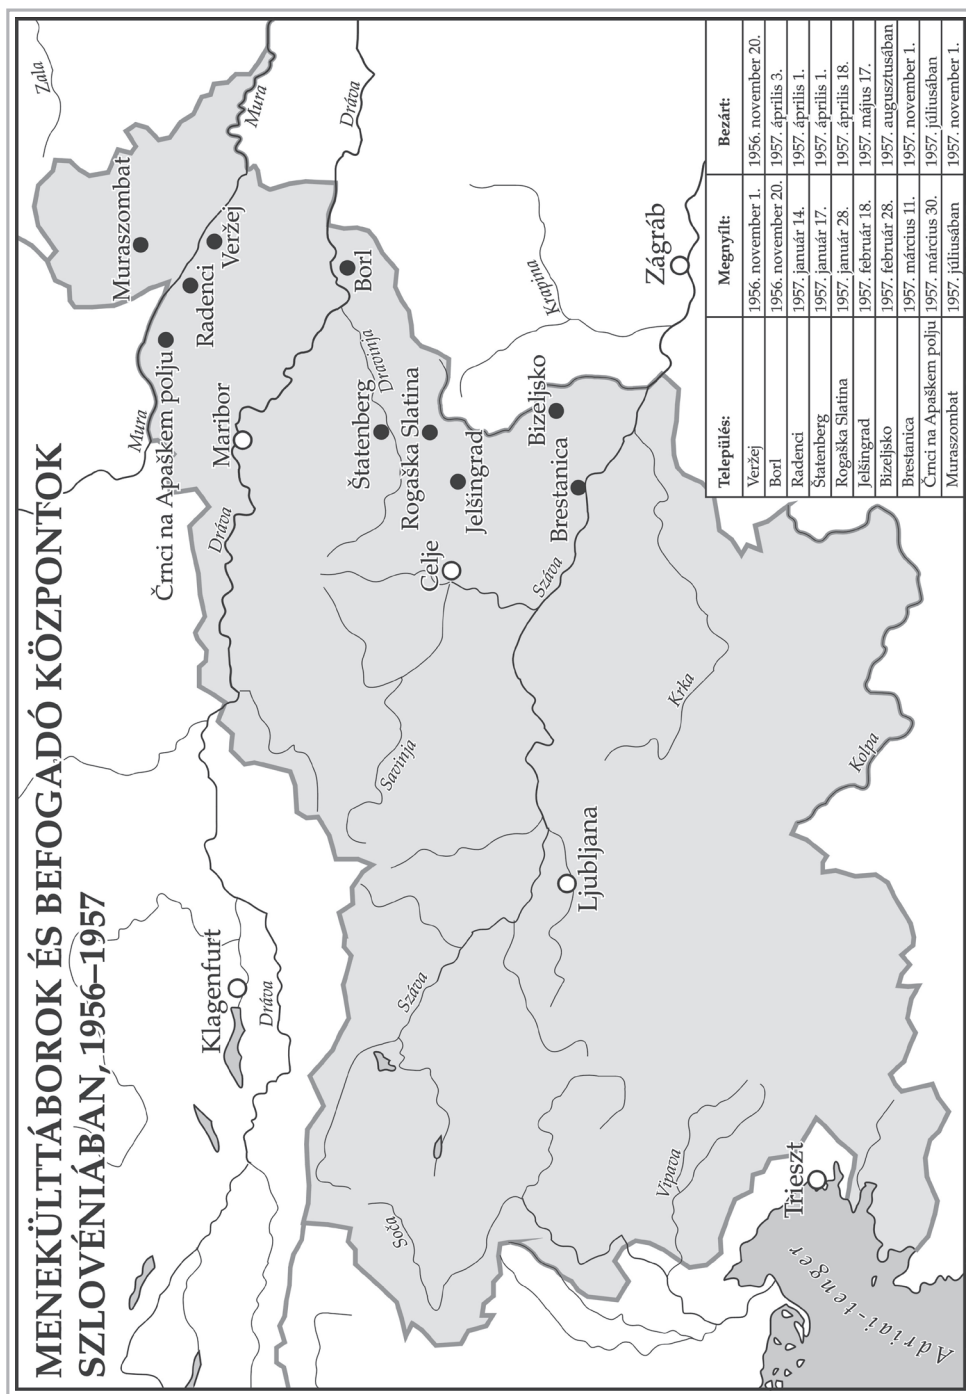 MENEKÜLTTÁBOROK ÉS BEFOGADÓ KÖZPONTOK
SZLOVÉNIÁBAN, 1956–1957
Zala
Mura
Dráva
Muraszombat
Veržej
Radenci
Črnci na Apaškem polju
Mura
Borl
Maribor
Dráva
Dravinja
Štatenberg
Rogaška Slatina
Jelšingrad
Celje
Krapina
Zágráb
Bizeljsko
Brestanica
Száva
Savinja
Krka
Kolpa
Klagenfurt
Dráva
Ljubljana
Száva
Soča
Vipava
Trieszt
Adriai-tenger
Település: Megnyílt: Bezárt:
Veržej 1956. november 1. 1956. november 20.
Borl 1956. november 20. 1957. április 3.
Radenci 1957. január 14. 1957. április 1.
Štatenberg 1957. január 17. 1957. április 1.
Rogaška Slatina 1957. január 28. 1957. április 18.
Jelšingrad 1957. február 18. 1957. május 17.
Bizeljsko 1957. február 28. 1957. augusztusában
Brestanica 1957. március 11. 1957. november 1.
Črnci na Apaškem polju 1957. március 30. 1957. júliusában
Muraszombat 1957. júliusában 1957. november 1.